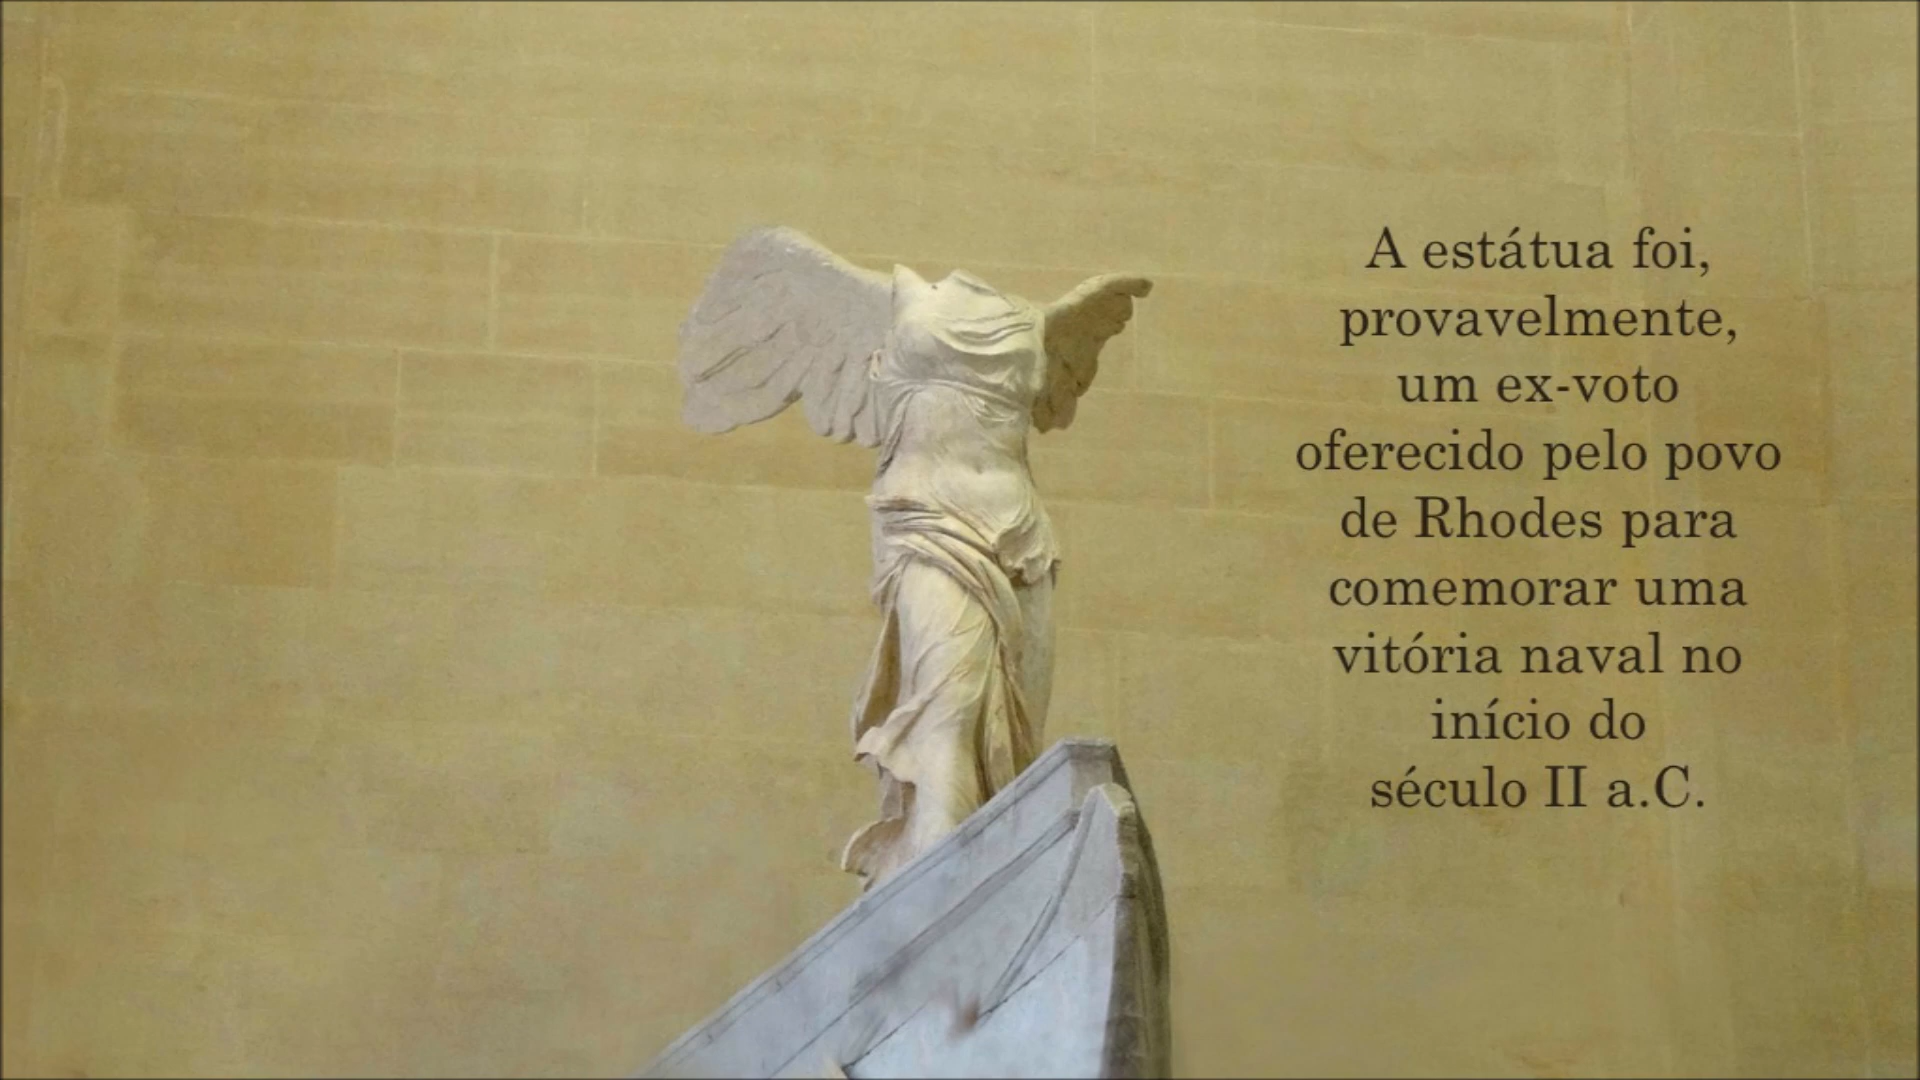 A estátua foi,
provavelmente,
um ex-voto
oferecido pelo povo
de Rhodes para
comemorar uma
vitória naval no
início do
século II a.C.